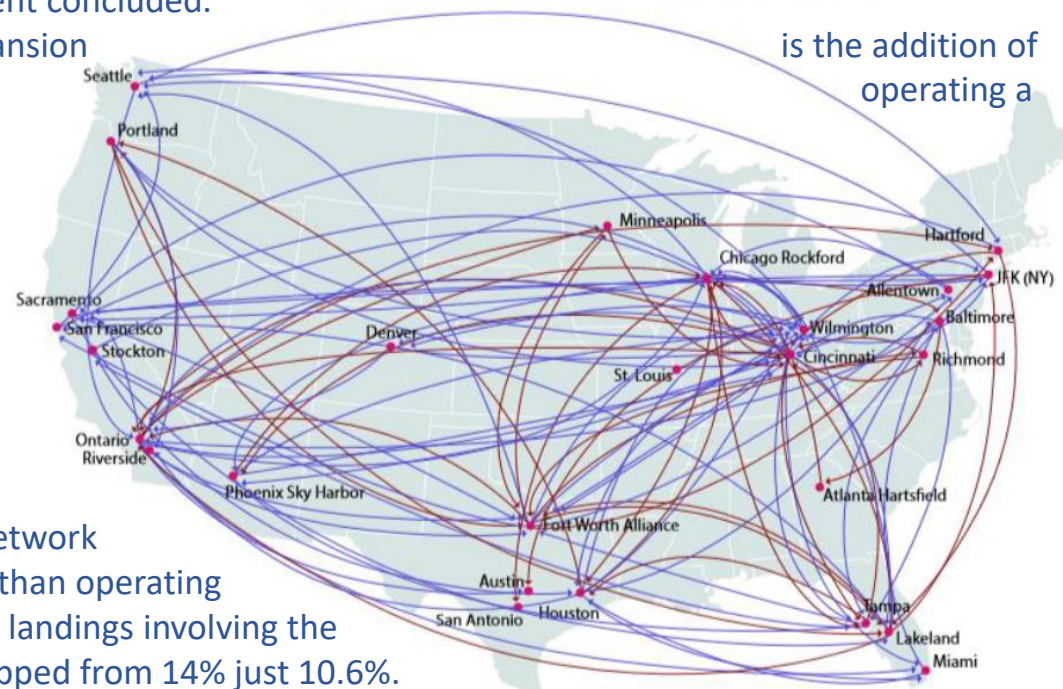 ent concluded.
ansion
is the addition of
operating a
Seattle
Portland
Minneapolis
Hartford
Chicago Rockford
JFK (NY)
Allentown
Sacramento
San Francisco
Stockton
Denver
Wilmington
Baltimore
Cincinnati
Richmond
St. Louis
Ontario
Riverside
Phoenix Sky Harbor
Atlanta Hartsfield
Fort Worth Alliance
etwork
than operating
Austin
San Antonio
Houston
Tampa
landings involving the
Lakeland
Miami
pped from 14% just 10.6%.